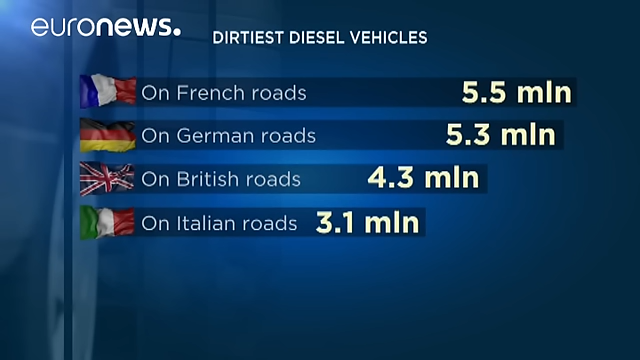 euronews.
DIRTIEST DIESEL VEHICLES
On French roads 5.5 mln
On German roads 5.3 mln
On British roads 4.3 mln
On Italian roads 3.1 mln